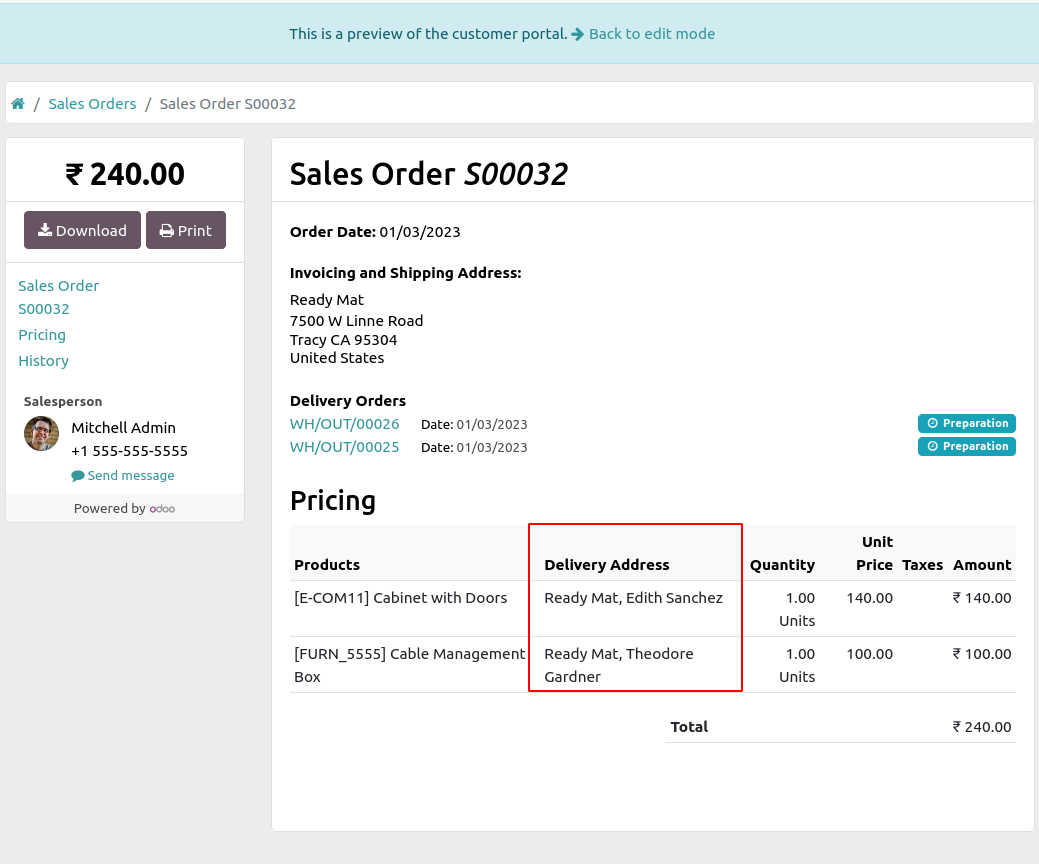 This is a preview of the customer portal. Back to edit mode
/ Sales Orders / Sales Order S00032
₹ 240.00
Download Print
Sales Order
S00032
Pricing
History
Salesperson
Mitchell Admin
+1 555-555-5555
Send message
Powered by odoo
Sales Order S00032
Order Date: 01/03/2023
Invoicing and Shipping Address:
Ready Mat
7500 W Linne Road
Tracy CA 95304
United States
Delivery Orders
WH/OUT/00026 Date: 01/03/2023 Preparation
WH/OUT/00025 Date: 01/03/2023 Preparation
Pricing
Unit
Products Delivery Address Quantity Price Taxes Amount
[E-COM11] Cabinet with Doors Ready Mat, Edith Sanchez 1.00 140.00 ₹ 140.00
Units
[FURN_5555] Cable Management Ready Mat, Theodore 1.00 100.00 ₹ 100.00
Box Gardner Units
Total ₹ 240.00